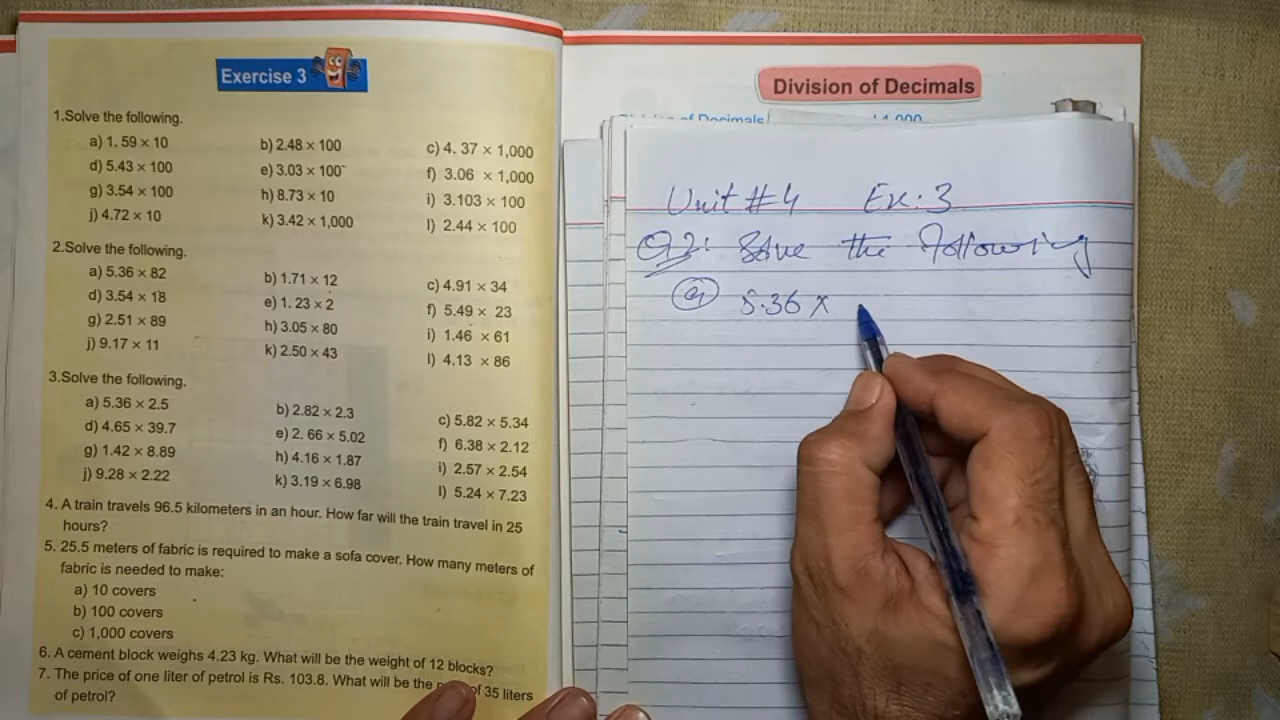 Exercise 3
1.Solve the following.
a) 1. 59 × 10 b) 2.48 × 100 c) 4. 37 × 1,000
d) 5.43 × 100 e) 3.03 × 100 f) 3.06 × 1,000
g) 3.54 × 100 h) 8.73 × 10 i) 3.103 × 100
j) 4.72 × 10 k) 3.42 × 1,000 l) 2.44 × 100
2.Solve the following.
a) 5.36 × 82 b) 1.71 × 12 c) 4.91 × 34
d) 3.54 × 18 e) 1. 23 × 2 f) 5.49 × 23
g) 2.51 × 89 h) 3.05 × 80 i) 1.46 × 61
j) 9.17 × 11 k) 2.50 × 43 l) 4.13 × 86
3.Solve the following.
a) 5.36 × 2.5 b) 2.82 × 2.3 c) 5.82 × 5.34
d) 4.65 × 39.7 e) 2. 66 × 5.02 f) 6.38 × 2.12
g) 1.42 × 8.89 h) 4.16 × 1.87 i) 2.57 × 2.54
j) 9.28 × 2.22 k) 3.19 × 6.98 l) 5.24 × 7.23
4. A train travels 96.5 kilometers in an hour. How far will the train travel in 25
hours?
5. 25.5 meters of fabric is required to make a sofa cover. How many meters of
fabric is needed to make:
a) 10 covers
b) 100 covers
c) 1,000 covers
6. A cement block weighs 4.23 kg. What will be the weight of 12 blocks?
7. The price of one liter of petrol is Rs. 103.8. What will be the of 35 liters
of petrol?
Division of Decimals
of Decimals 1,000
Unit #4 Ex: 3
Q2: Solve the following
a 5.36 ×